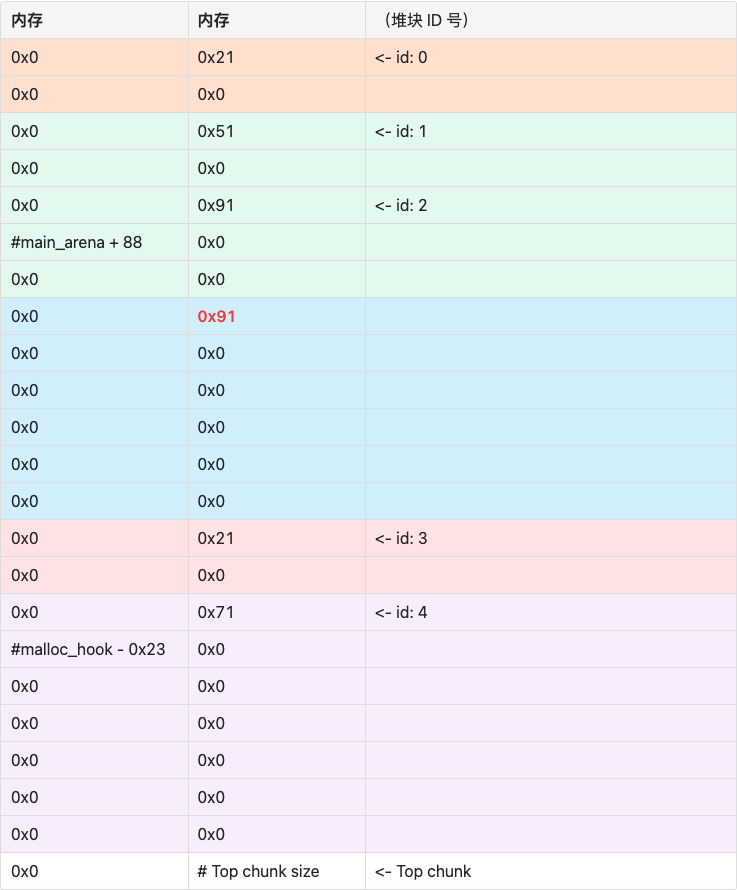 内存 内存 （堆块 ID 号）
0x0 0x21 <- id: 0
0x0 0x0
0x0 0x51 <- id: 1
0x0 0x0
0x0 0x91 <- id: 2
#main_arena + 88 0x0
0x0 0x0
0x0 0x91
0x0 0x0
0x0 0x0
0x0 0x0
0x0 0x0
0x0 0x0
0x0 0x21 <- id: 3
0x0 0x0
0x0 0x71 <- id: 4
#malloc_hook - 0x23 0x0
0x0 0x0
0x0 0x0
0x0 0x0
0x0 0x0
0x0 0x0
0x0 # Top chunk size <- Top chunk